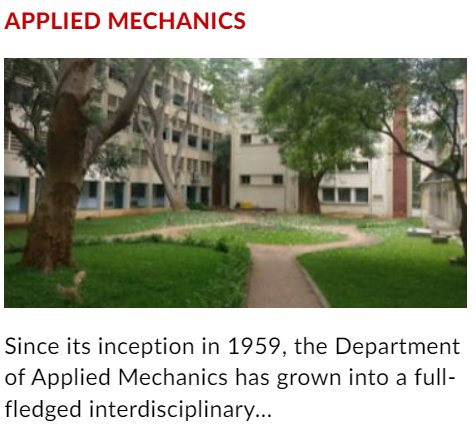 APPLIED MECHANICS
Since its inception in 1959, the Department
of Applied Mechanics has grown into a full-
fledged interdisciplinary...